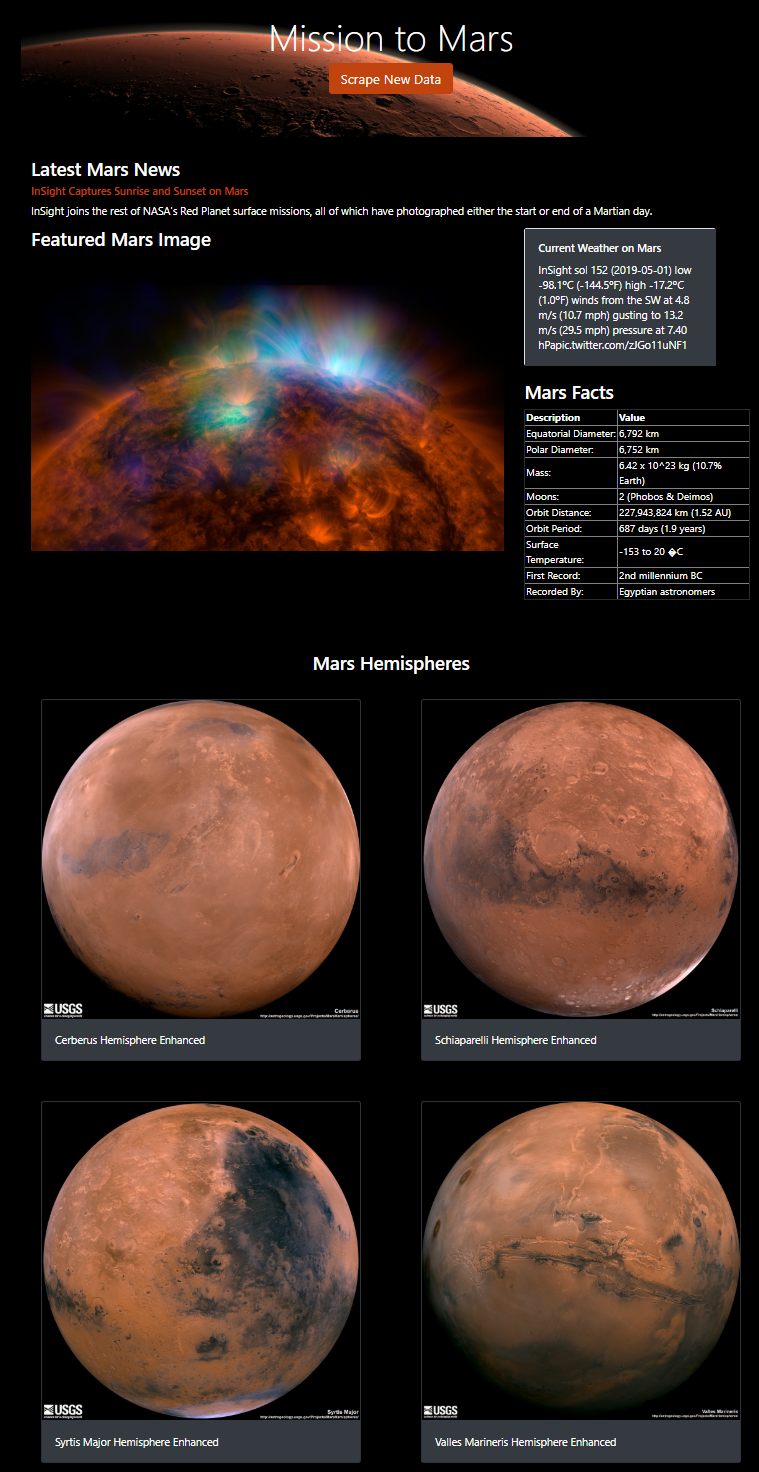 Mission to Mars
Scrape New Data
Latest Mars News
InSight Captures Sunrise and Sunset on Mars
InSight joins the rest of NASA's Red Planet surface missions, all of which have photographed either the start or end of a Martian day.
Featured Mars Image
Current Weather on Mars
InSight sol 152 (2019-05-01) low
-98.1ºC (-144.5ºF) high -17.2ºC
(1.0ºF) winds from the SW at 4.8
m/s (10.7 mph) gusting to 13.2
m/s (29.5 mph) pressure at 7.40
hPapic.twitter.com/zJGo11uNF1
Mars Facts
Description Value
Equatorial Diameter: 6,792 km
Polar Diameter: 6,752 km
Mass: 6.42 x 10^23 kg (10.7%
Earth)
Moons: 2 (Phobos & Deimos)
Orbit Distance: 227,943,824 km (1.52 AU)
Orbit Period: 687 days (1.9 years)
Surface
Temperature: -153 to 20 �C
First Record: 2nd millennium BC
Recorded By: Egyptian astronomers
Mars Hemispheres
USGS
Cerberus
Cerberus Hemisphere Enhanced
USGS
Schiaparelli
Schiaparelli Hemisphere Enhanced
USGS
Syrtis Major
Syrtis Major Hemisphere Enhanced
USGS
Valles Marineris
Valles Marineris Hemisphere Enhanced